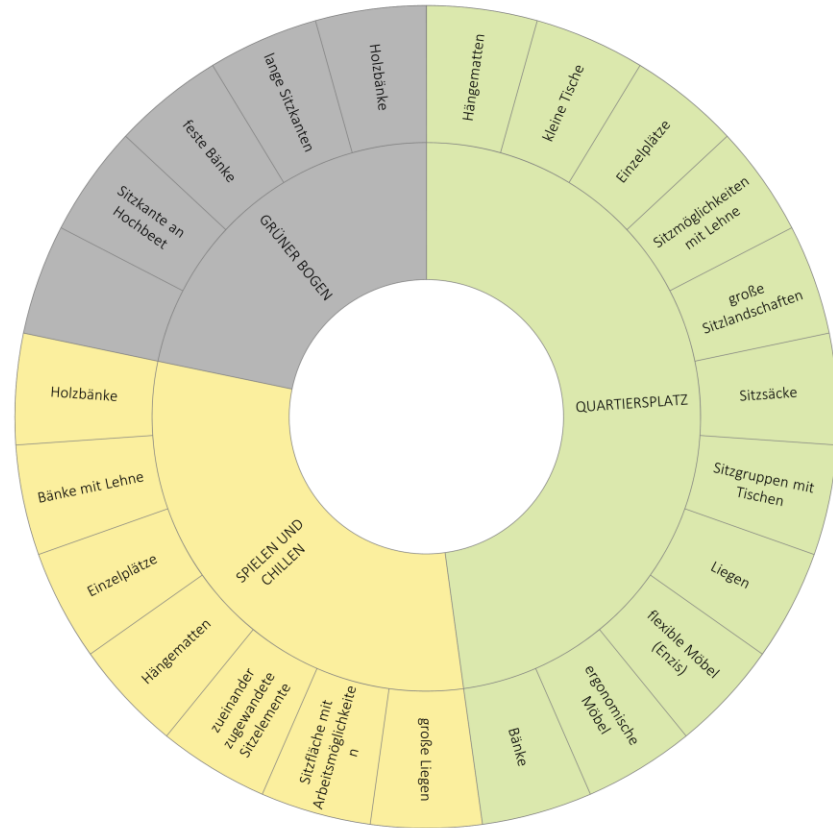 QUARTIERSPLATZ
Hängematten
kleine Tische
Einzelplätze
Sitzmöglichkeiten
mit Lehne
große
Sitzlandschaften
Sitzsäcke
Sitzgruppen mit
Tischen
Liegen
flexible Möbel
(Enzis)
ergonomische
Möbel
Bänke
SPIELEN UND
CHILLEN
große Liegen
Sitzfläche mit
Arbeitsmöglichkeite
n
zueinander
zugewandete
Sitzelemente
Hängematten
Einzelplätze
Bänke mit Lehne
Holzbänke
GRÜNER BOGEN
Sitzkante an
Hochbeet
feste Bänke
lange Sitzkanten
Holzbänke